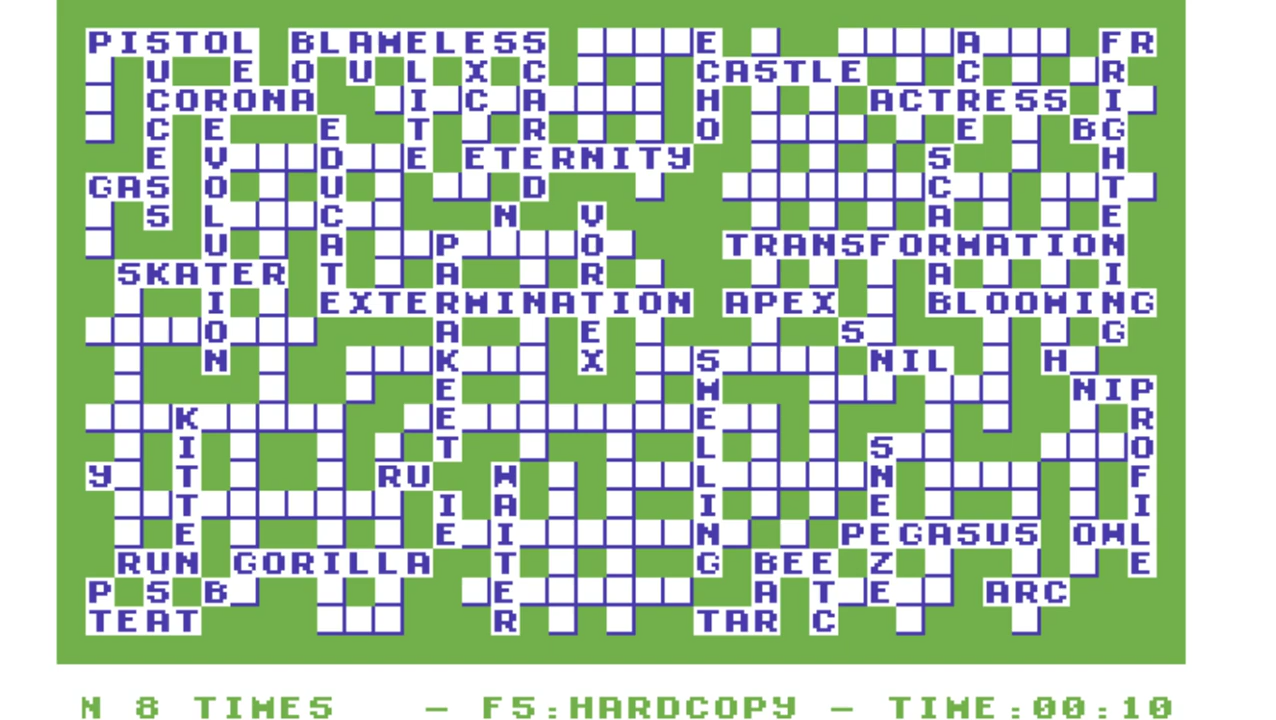 PISTOL BLAMELESS E A FR
U E O U L X C CASTLE C R
CORONA I C A H ACTRESS I
C E E T R O E BG
E V D E ETERNITY S H
GAS O U D C T
S L C N V A E
U A P O TRANSFORMATION
SKATER T A R A I
I EXTERMINATION APEX BLOOMING
O A E S G
N K X S NIL H
E M NIP
K E E R
I T L S O
Y T RU W L N F
T I A I E I
E E I N PEGASUS OWL
RUN GORILLA T G BEE Z E
P S B E A T E ARC
TEAT R TAR C
N 8 TIMES - F5:HARDCOPY - TIME:00:10